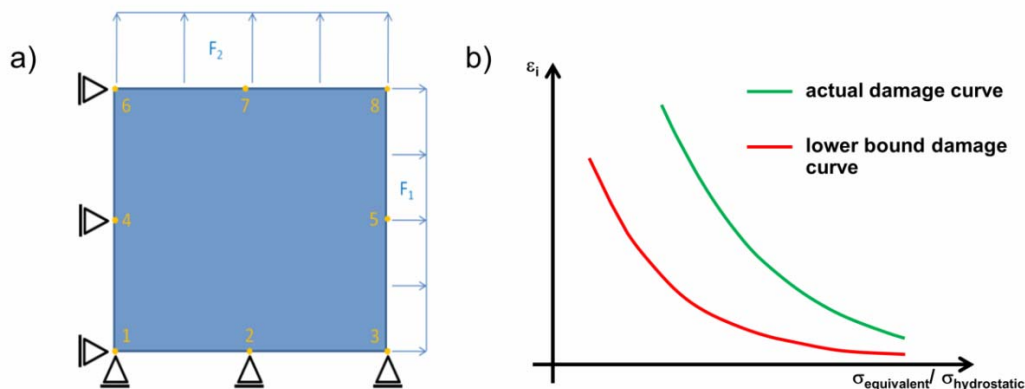 a)
F₂
6 7 8
4 5
F₁
1 2 3
b)
εᵢ
actual damage curve
lower bound damage
curve
σequivalent/ σhydrostatic